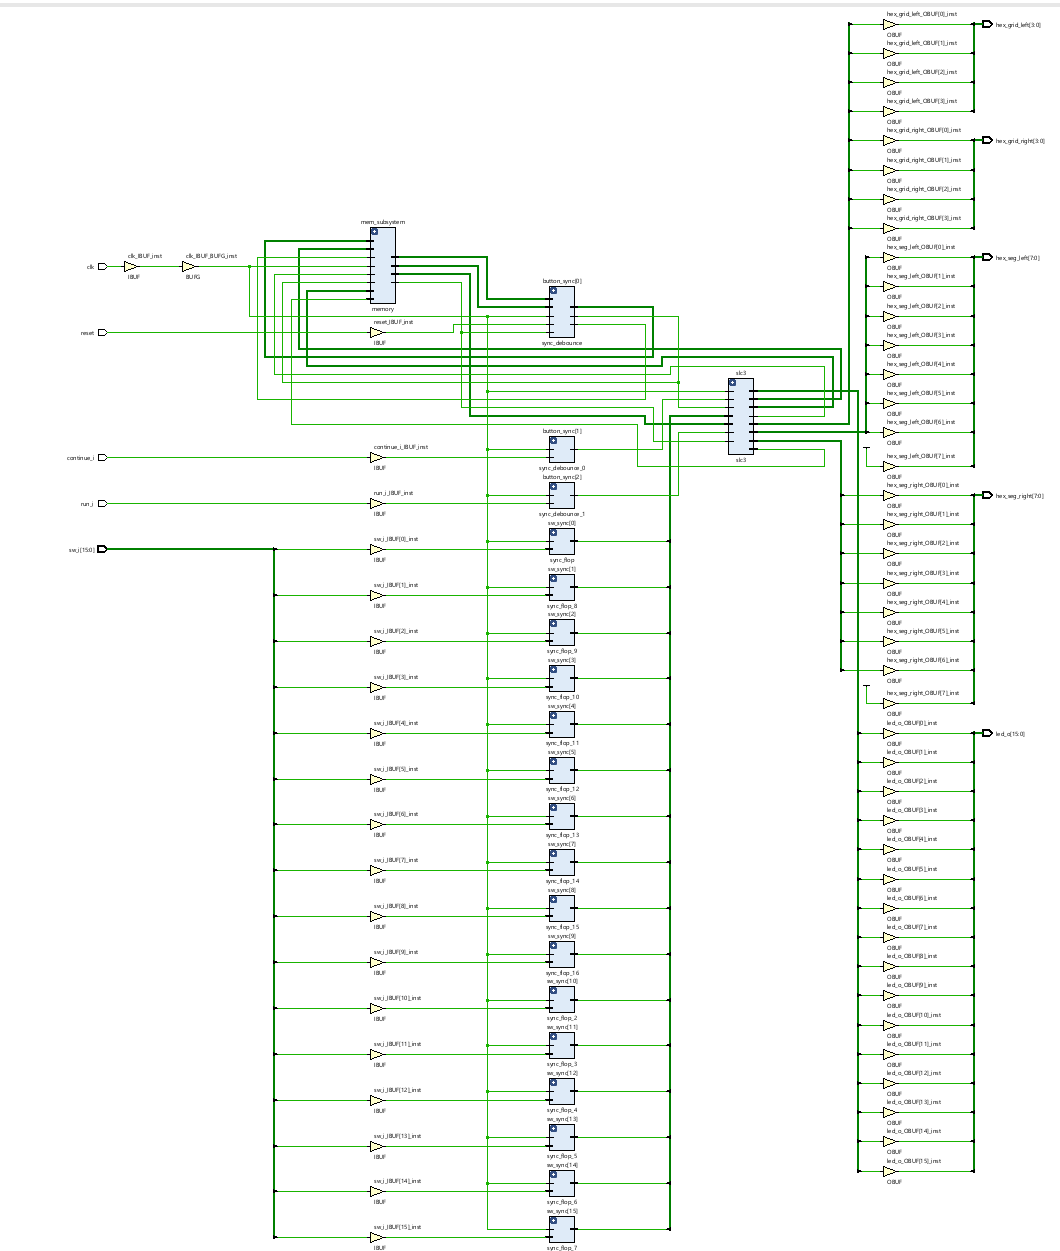 mem_subsystem
memory
clk
clk_IBUF_inst
IBUF
clk_IBUF_BUFG_inst
BUFG
reset
reset_IBUF_inst
IBUF
button_sync[0]
sync_debounce
slc3
slc3
continue_i
continue_i_IBUF_inst
IBUF
button_sync[1]
sync_debounce_0
run_i
run_i_IBUF_inst
IBUF
button_sync[2]
sync_debounce_1
sw_i[15:0]
sw_i_IBUF[0]_inst
IBUF
sw_sync[0]
sync_flop
sw_i_IBUF[1]_inst
IBUF
sw_sync[1]
sync_flop_8
sw_i_IBUF[2]_inst
IBUF
sw_sync[2]
sync_flop_9
sw_i_IBUF[3]_inst
IBUF
sw_sync[3]
sync_flop_10
sw_i_IBUF[4]_inst
IBUF
sw_sync[4]
sync_flop_11
sw_i_IBUF[5]_inst
IBUF
sw_sync[5]
sync_flop_12
sw_i_IBUF[6]_inst
IBUF
sw_sync[6]
sync_flop_13
sw_i_IBUF[7]_inst
IBUF
sw_sync[7]
sync_flop_14
sw_i_IBUF[8]_inst
IBUF
sw_sync[8]
sync_flop_15
sw_i_IBUF[9]_inst
IBUF
sw_sync[9]
sync_flop_16
sw_i_IBUF[10]_inst
IBUF
sw_sync[10]
sync_flop_2
sw_i_IBUF[11]_inst
IBUF
sw_sync[11]
sync_flop_3
sw_i_IBUF[12]_inst
IBUF
sw_sync[12]
sync_flop_4
sw_i_IBUF[13]_inst
IBUF
sw_sync[13]
sync_flop_5
sw_i_IBUF[14]_inst
IBUF
sw_sync[14]
sync_flop_6
sw_i_IBUF[15]_inst
IBUF
sw_sync[15]
sync_flop_7
hex_grid_left_OBUF[0]_inst
OBUF
hex_grid_left[3:0]
hex_grid_left_OBUF[1]_inst
OBUF
hex_grid_left_OBUF[2]_inst
OBUF
hex_grid_left_OBUF[3]_inst
OBUF
hex_grid_right_OBUF[0]_inst
OBUF
hex_grid_right[3:0]
hex_grid_right_OBUF[1]_inst
OBUF
hex_grid_right_OBUF[2]_inst
OBUF
hex_grid_right_OBUF[3]_inst
OBUF
hex_seg_left_OBUF[0]_inst
OBUF
hex_seg_left[7:0]
hex_seg_left_OBUF[1]_inst
OBUF
hex_seg_left_OBUF[2]_inst
OBUF
hex_seg_left_OBUF[3]_inst
OBUF
hex_seg_left_OBUF[4]_inst
OBUF
hex_seg_left_OBUF[5]_inst
OBUF
hex_seg_left_OBUF[6]_inst
OBUF
hex_seg_left_OBUF[7]_inst
OBUF
hex_seg_right_OBUF[0]_inst
OBUF
hex_seg_right[7:0]
hex_seg_right_OBUF[1]_inst
OBUF
hex_seg_right_OBUF[2]_inst
OBUF
hex_seg_right_OBUF[3]_inst
OBUF
hex_seg_right_OBUF[4]_inst
OBUF
hex_seg_right_OBUF[5]_inst
OBUF
hex_seg_right_OBUF[6]_inst
OBUF
hex_seg_right_OBUF[7]_inst
OBUF
led_o_OBUF[0]_inst
OBUF
led_o[15:0]
led_o_OBUF[1]_inst
OBUF
led_o_OBUF[2]_inst
OBUF
led_o_OBUF[3]_inst
OBUF
led_o_OBUF[4]_inst
OBUF
led_o_OBUF[5]_inst
OBUF
led_o_OBUF[6]_inst
OBUF
led_o_OBUF[7]_inst
OBUF
led_o_OBUF[8]_inst
OBUF
led_o_OBUF[9]_inst
OBUF
led_o_OBUF[10]_inst
OBUF
led_o_OBUF[11]_inst
OBUF
led_o_OBUF[12]_inst
OBUF
led_o_OBUF[13]_inst
OBUF
led_o_OBUF[14]_inst
OBUF
led_o_OBUF[15]_inst
OBUF